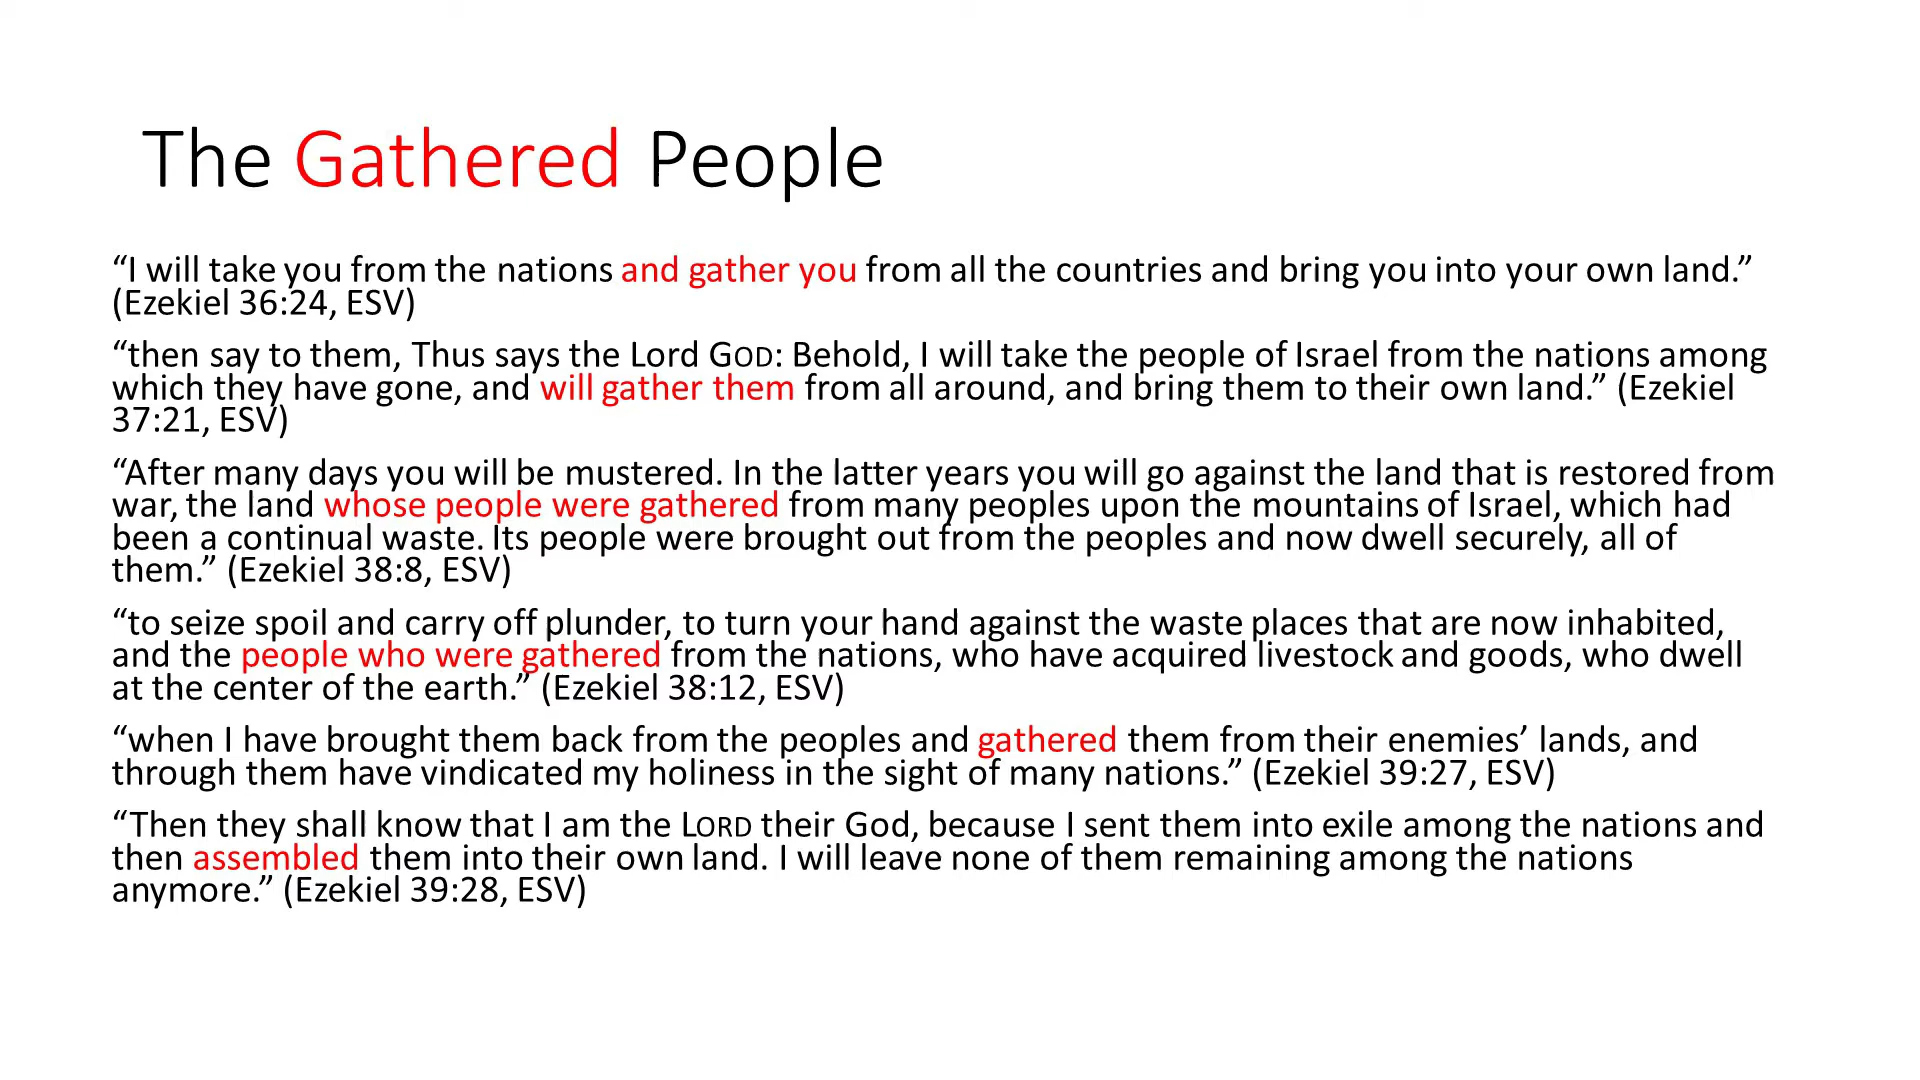 The Gathered People
“I will take you from the nations and gather you from all the countries and bring you into your own land.”
(Ezekiel 36:24, ESV)
“then say to them, Thus says the Lord GOD: Behold, I will take the people of Israel from the nations among
which they have gone, and will gather them from all around, and bring them to their own land.” (Ezekiel
37:21, ESV)
“After many days you will be mustered. In the latter years you will go against the land that is restored from
war, the land whose people were gathered from many peoples upon the mountains of Israel, which had
been a continual waste. Its people were brought out from the peoples and now dwell securely, all of
them.” (Ezekiel 38:8, ESV)
“to seize spoil and carry off plunder, to turn your hand against the waste places that are now inhabited,
and the people who were gathered from the nations, who have acquired livestock and goods, who dwell
at the center of the earth.” (Ezekiel 38:12, ESV)
“when I have brought them back from the peoples and gathered them from their enemies’ lands, and
through them have vindicated my holiness in the sight of many nations.” (Ezekiel 39:27, ESV)
“Then they shall know that I am the LORD their God, because I sent them into exile among the nations and
then assembled them into their own land. I will leave none of them remaining among the nations
anymore.” (Ezekiel 39:28, ESV)